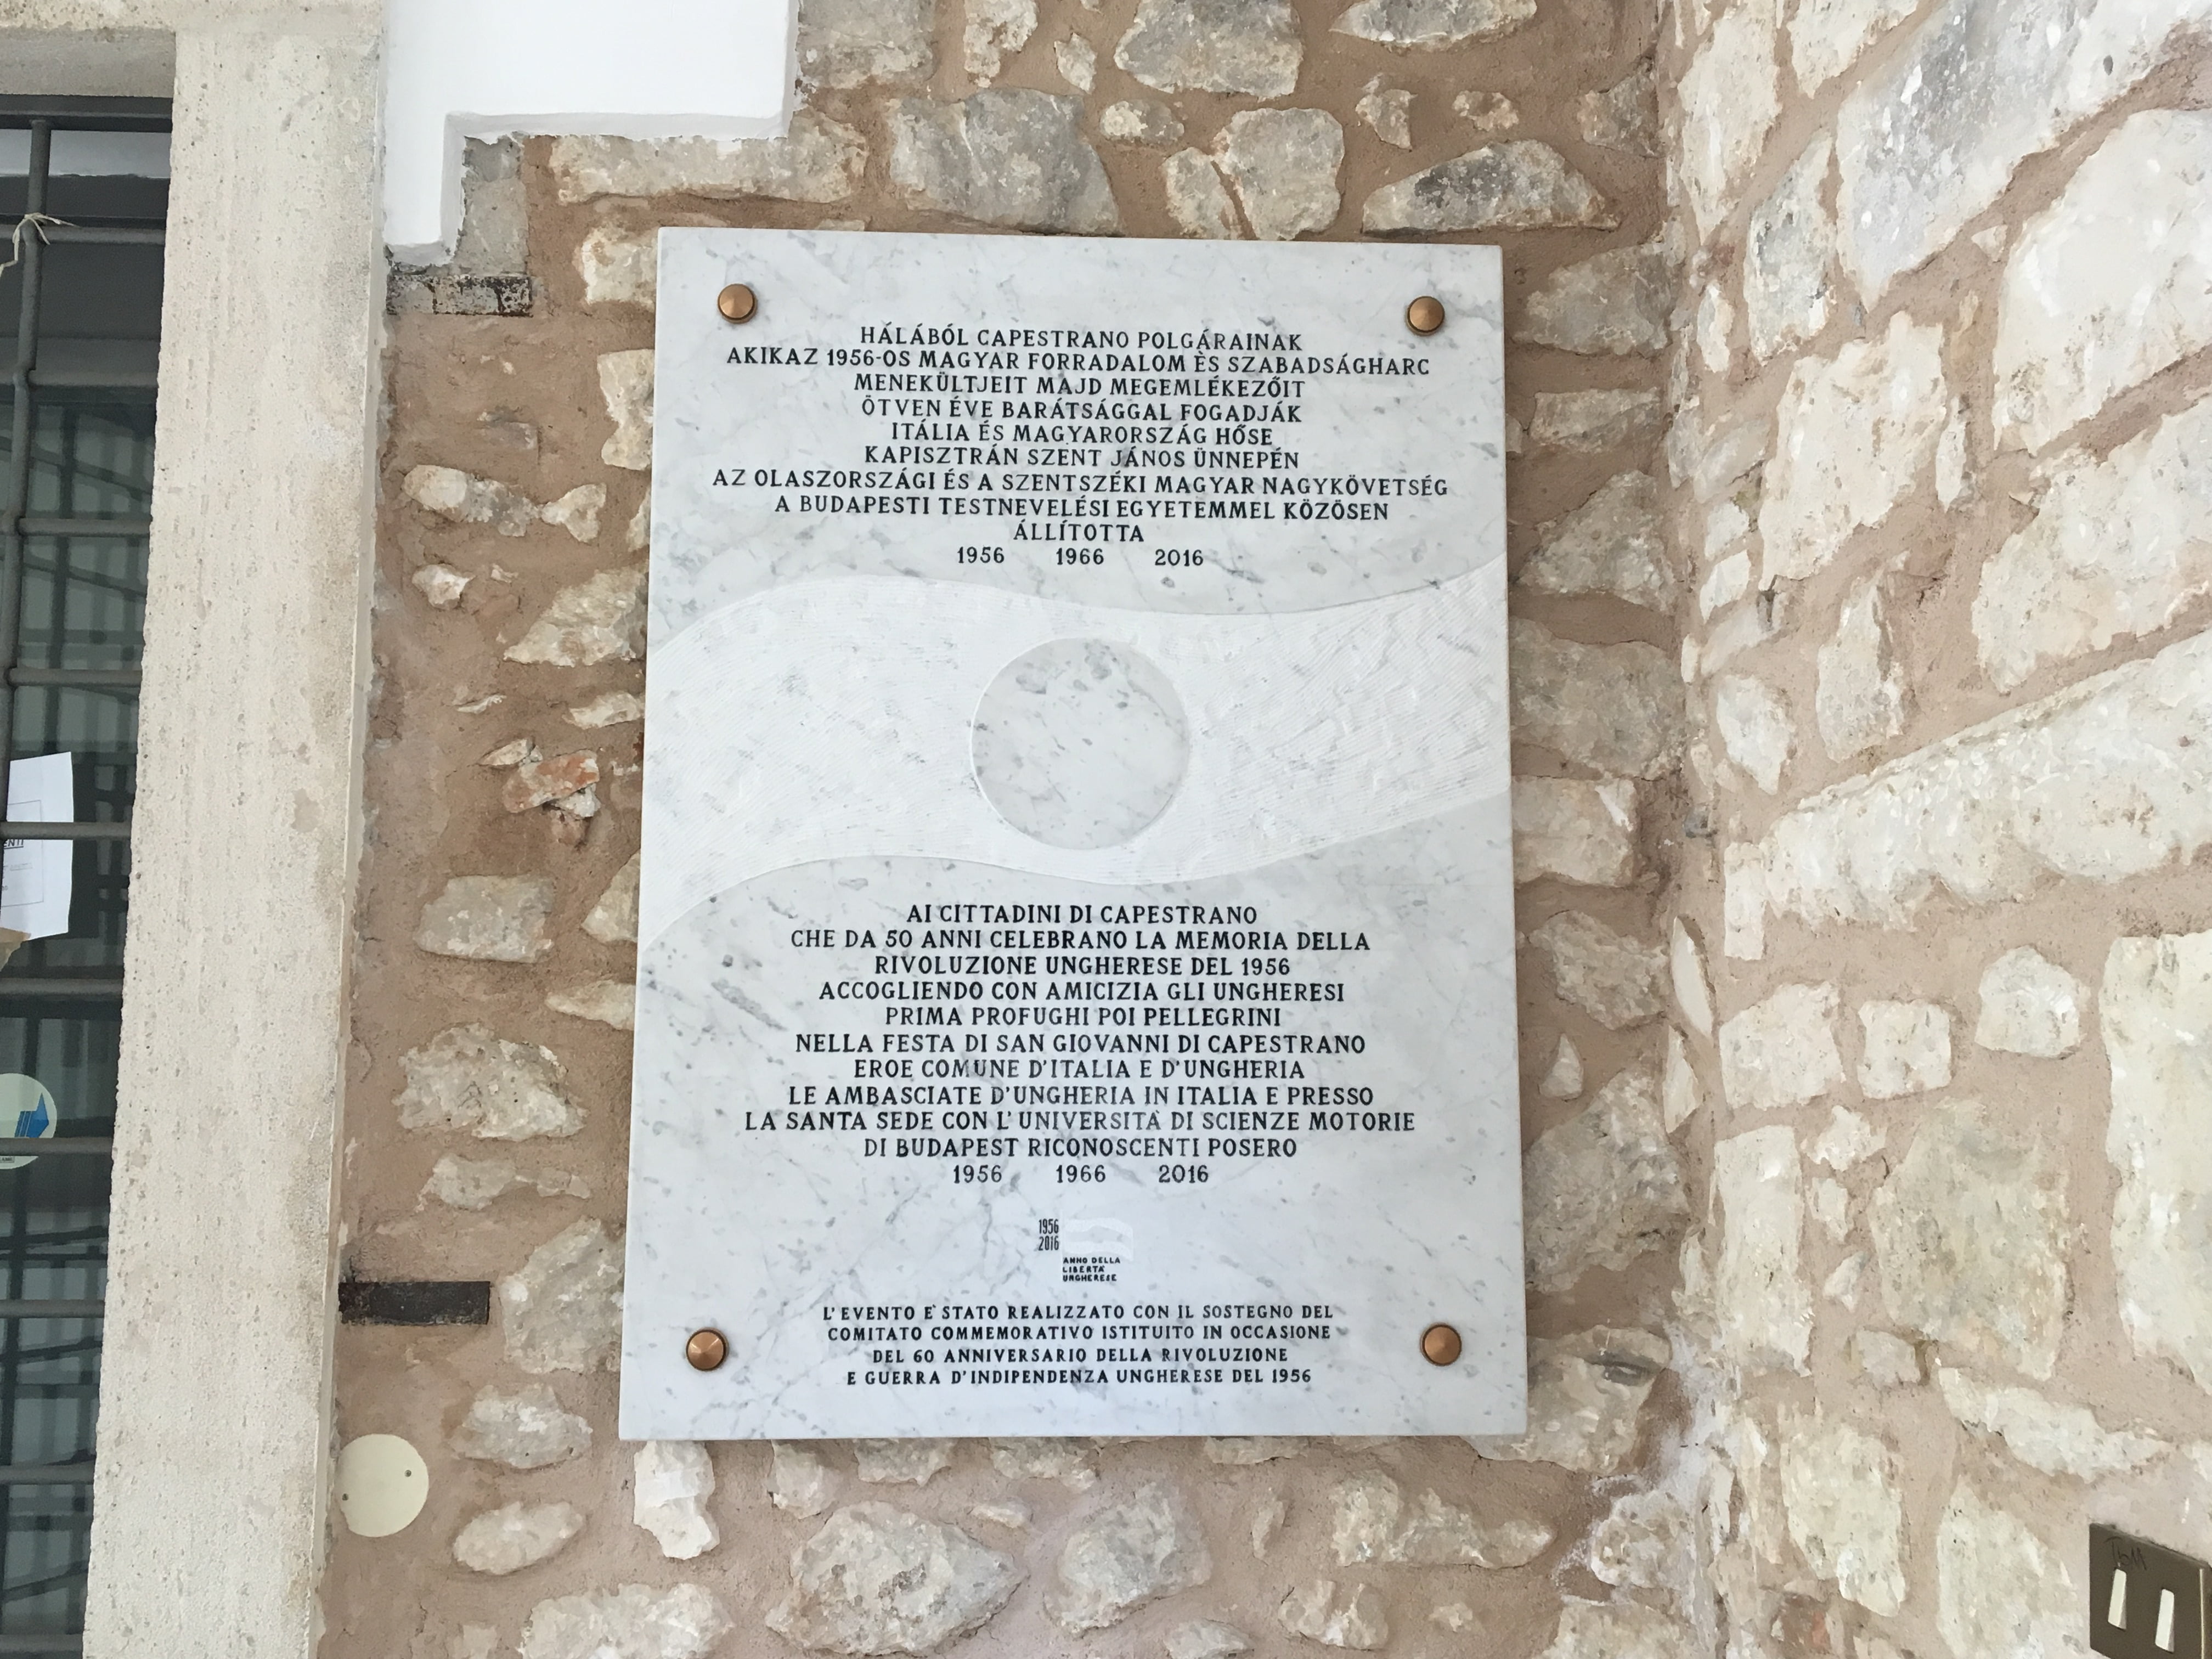 HÁLÁBÓL CAPESTRANO POLGÁRAINAK
AKIKAZ 1956-OS MAGYAR FORRADALOM ÈS SZABADSÁGHARC
MENEKÜLTJEIT MAJD MEGEMLÉKEZŐIT
ÖTVEN ÉVE BARÁTSÁGGAL FOGADJÁK
ITÁLIA ÉS MAGYARORSZÁG HŐSE
KAPISZTRÁN SZENT JÁNOS ÜNNEPÉN
AZ OLASZORSZÁGI ÉS A SZENTSZÉKI MAGYAR NAGYKÖVETSÉG
A BUDAPESTI TESTNEVELÉSI EGYETEMMEL KÖZÖSEN
ÁLLÍTOTTA
1956 1966 2016
AI CITTADINI DI CAPESTRANO
CHE DA 50 ANNI CELEBRANO LA MEMORIA DELLA
RIVOLUZIONE UNGHERESE DEL 1956
ACCOGLIENDO CON AMICIZIA GLI UNGHERESI
PRIMA PROFUGHI POI PELLEGRINI
NELLA FESTA DI SAN GIOVANNI DI CAPESTRANO
EROE COMUNE D'ITALIA E D'UNGHERIA
LE AMBASCIATE D'UNGHERIA IN ITALIA E PRESSO
LA SANTA SEDE CON L'UNIVERSITÀ DI SCIENZE MOTORIE
DI BUDAPEST RICONOSCENTI POSERO
1956 1966 2016
1956
2016
ANNO DELLA
LIBERTA'
UNGHERESE
L'EVENTO E' STATO REALIZZATO CON IL SOSTEGNO DEL
COMITATO COMMEMORATIVO ISTITUITO IN OCCASIONE
DEL 60 ANNIVERSARIO DELLA RIVOLUZIONE
E GUERRA D'INDIPENDENZA UNGHERESE DEL 1956